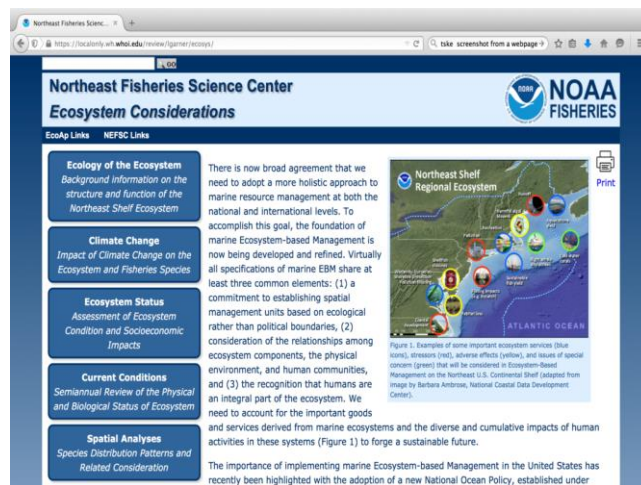 Northeast Fisheries Scienc...
https://localonly.wh.whoi.edu/review/lgarner/ecosys/
tske screenshot from a webpage
GO
Northeast Fisheries Science Center
Ecosystem Considerations
NOAA
NOAA
FISHERIES
EcoAp Links NEFSC Links
Ecology of the Ecosystem
Background information on the
structure and function of the
Northeast Shelf Ecosystem
Climate Change
Impact of Climate Change on the
Ecosystem and Fisheries Species
Ecosystem Status
Assessment of Ecosystem
Condition and Socioeconomic
Impacts
Current Conditions
Semiannual Review of the Physical
and Biological Status of Ecosystem
Spatial Analyses
Species Distribution Patterns and
Related Consideration
There is now broad agreement that we
need to adopt a more holistic approach to
marine resource management at both the
national and international levels. To
accomplish this goal, the foundation of
marine Ecosystem-based Management is
now being developed and refined. Virtually
all specifications of marine EBM share at
least three common elements: (1) a
commitment to establishing spatial
management units based on ecological
rather than political boundaries, (2)
consideration of the relationships among
ecosystem components, the physical
environment, and human communities,
and (3) the recognition that humans are
an integral part of the ecosystem. We
need to account for the important goods
and services derived from marine ecosystems and the diverse and cumulative impacts of human
activities in these systems (Figure 1) to forge a sustainable future.
The importance of implementing marine Ecosystem-based Management in the United States has
recently been highlighted with the adoption of a new National Ocean Policy, established under
Northeast Shelf
Regional Ecosystem
ATLANTIC OCEAN
Figure 1. Examples of some important ecosystem services (blue
icons), stressors (red), adverse effects (yellow), and issues of special
concern (green) that will be considered in Ecosystem-Based
Management on the Northeast U.S. Continental Shelf (adapted from
image by Barbara Ambrose, National Coastal Data Development
Center).
Print